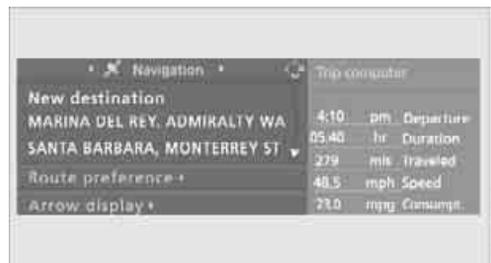 Navigation
New destination
MARINA DEL REY, ADMIRALTY WA
SANTA BARBARA, MONTERREY ST
Route preference
Arrow display
Trip computer
4:10 pm Departure
05.40 hr Duration
279 mls Traveled
48.5 mph Speed
23.0 mpg Consumpt.